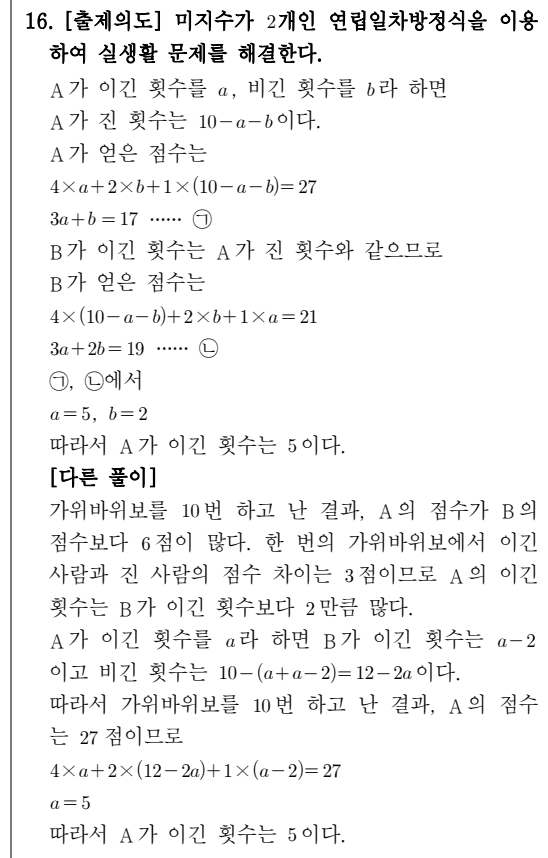 16. [출제의도] 미지수가 2개인 연립일차방정식을 이용
하여 실생활 문제를 해결한다.
A가 이긴 횟수를 a, 비긴 횟수를 b라 하면
A가 진 횟수는 10−a−b이다.
A가 얻은 점수는
4×a+2×b+1×(10−a−b)=27
3a+b=17 …… ㉠
B가 이긴 횟수는 A가 진 횟수와 같으므로
B가 얻은 점수는
4×(10−a−b)+2×b+1×a=21
3a+2b=19 …… ㉡
㉠, ㉡에서
a=5, b=2
따라서 A가 이긴 횟수는 5이다.
[다른 풀이]
가위바위보를 10번 하고 난 결과, A의 점수가 B의
점수보다 6점이 많다. 한 번의 가위바위보에서 이긴
사람과 진 사람의 점수 차이는 3점이므로 A의 이긴
횟수는 B가 이긴 횟수보다 2만큼 많다.
A가 이긴 횟수를 a라 하면 B가 이긴 횟수는 a−2
이고 비긴 횟수는 10−(a+a−2)=12−2a이다.
따라서 가위바위보를 10번 하고 난 결과, A의 점수
는 27점이므로
4×a+2×(12−2a)+1×(a−2)=27
a=5
따라서 A가 이긴 횟수는 5이다.